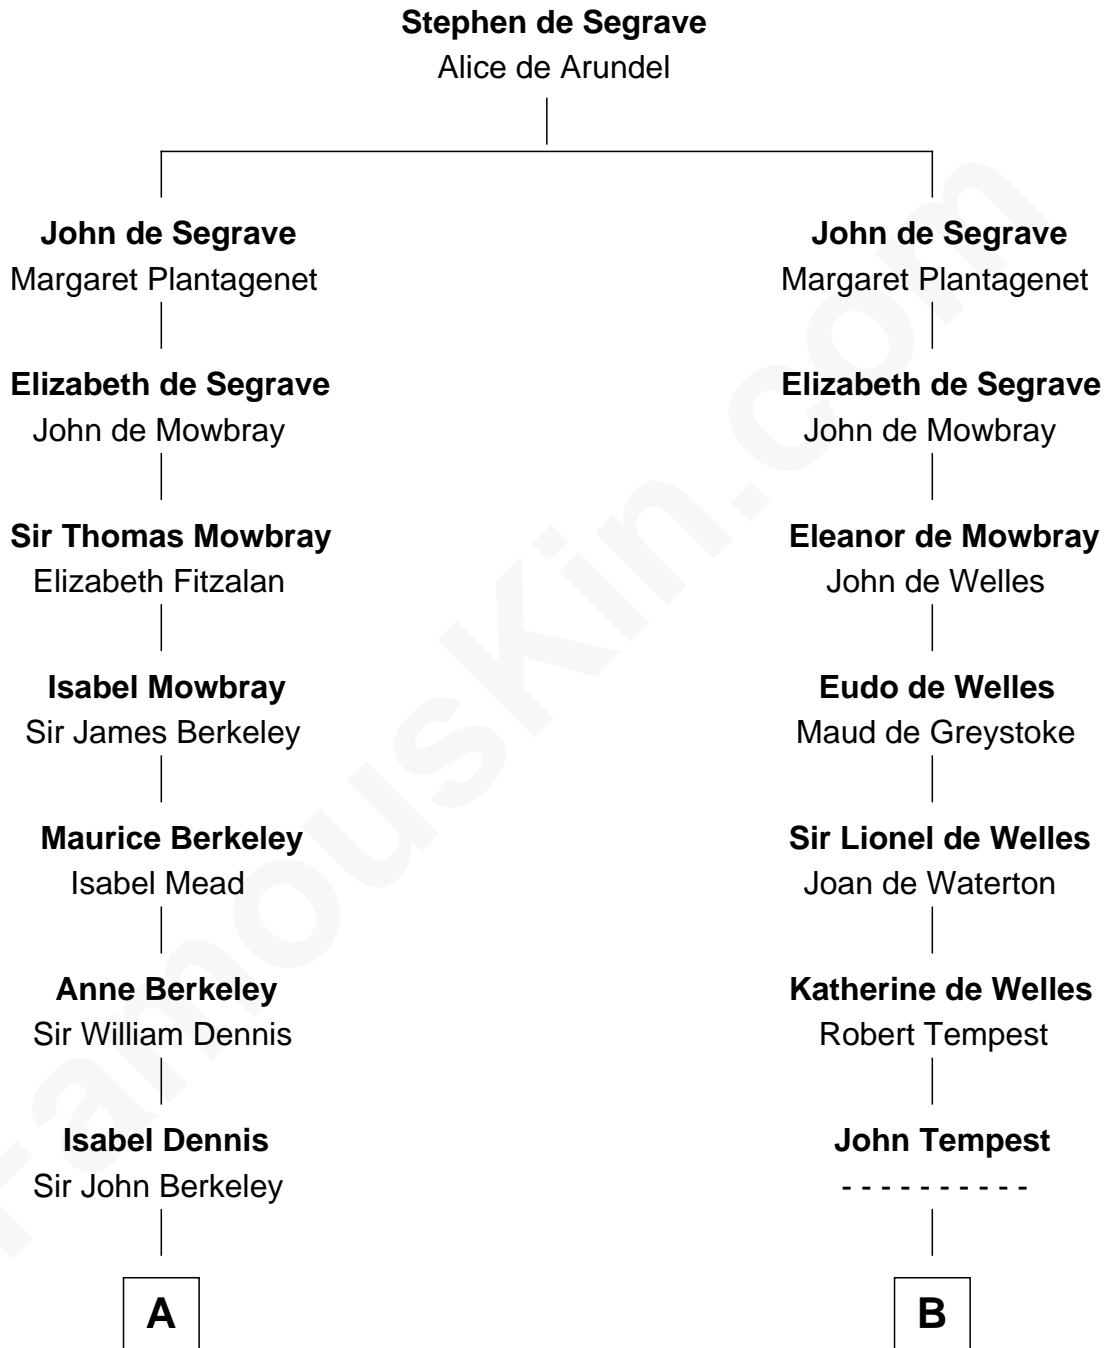 Stephen de Segrave
Alice de Arundel
John de Segrave
Margaret Plantagenet
Elizabeth de Segrave
John de Mowbray
Sir Thomas Mowbray
Elizabeth Fitzalan
Isabel Mowbray
Sir James Berkeley
Maurice Berkeley
Isabel Mead
Anne Berkeley
Sir William Dennis
Isabel Dennis
Sir John Berkeley
A
John de Segrave
Margaret Plantagenet
Elizabeth de Segrave
John de Mowbray
Eleanor de Mowbray
John de Welles
Eudo de Welles
Maud de Greystoke
Sir Lionel de Welles
Joan de Waterton
Katherine de Welles
Robert Tempest
John Tempest
- - - - - - - - - -
B
FamousKin.com